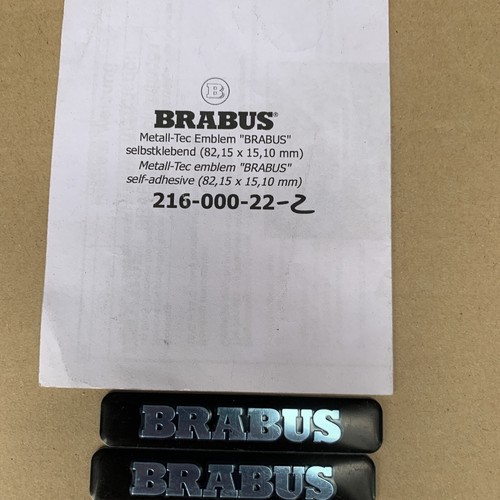 B
BRABUS®
Metall-Tec Emblem "BRABUS"
selbstklebend (82,15 x 15,10 mm)
Metall-Tec emblem "BRABUS"
self-adhesive (82,15 x 15,10 mm)
216-000-22-2
BRABUS
BRABUS